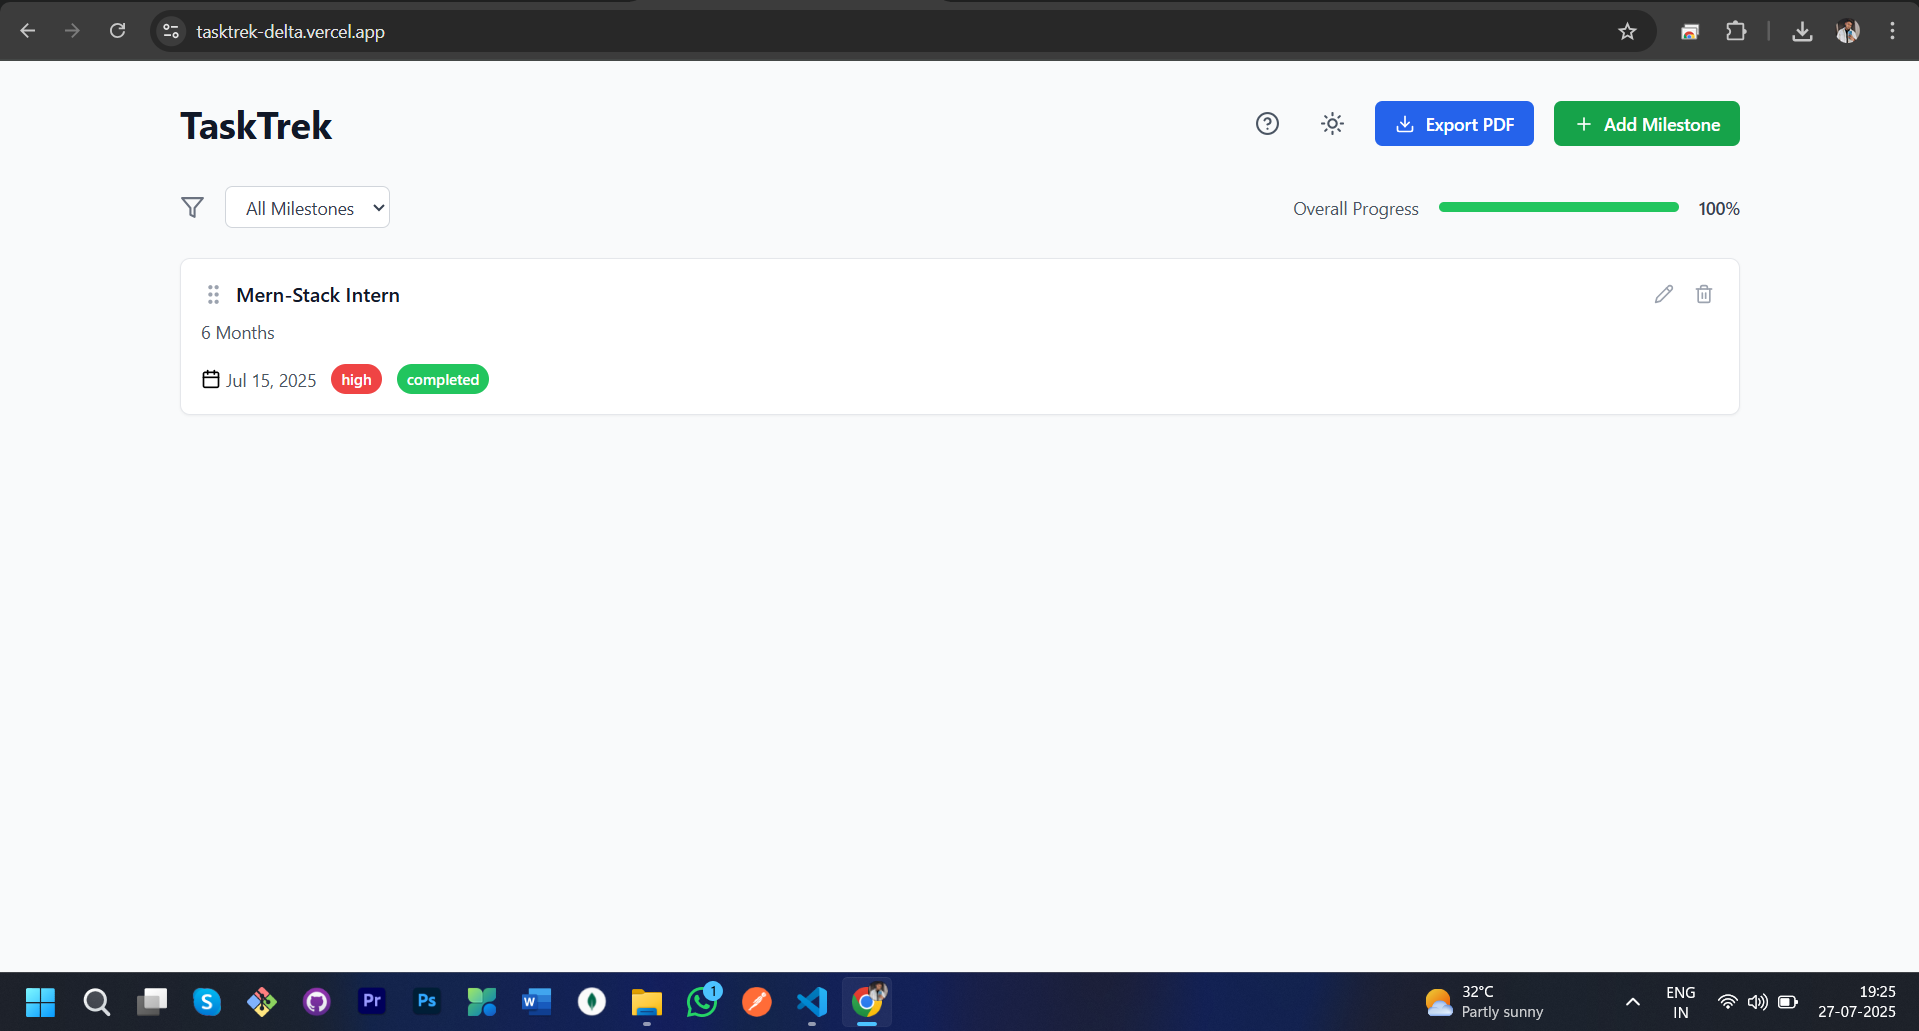 tasktrek-delta.vercel.app
TaskTrek
Export PDF
+ Add Milestone
All Milestones
Overall Progress
100%
Mern-Stack Intern
6 Months
Jul 15, 2025
high
completed
S
Pr
Ps
W
1
32°C
Partly sunny
ENG
IN
19:25
27-07-2025